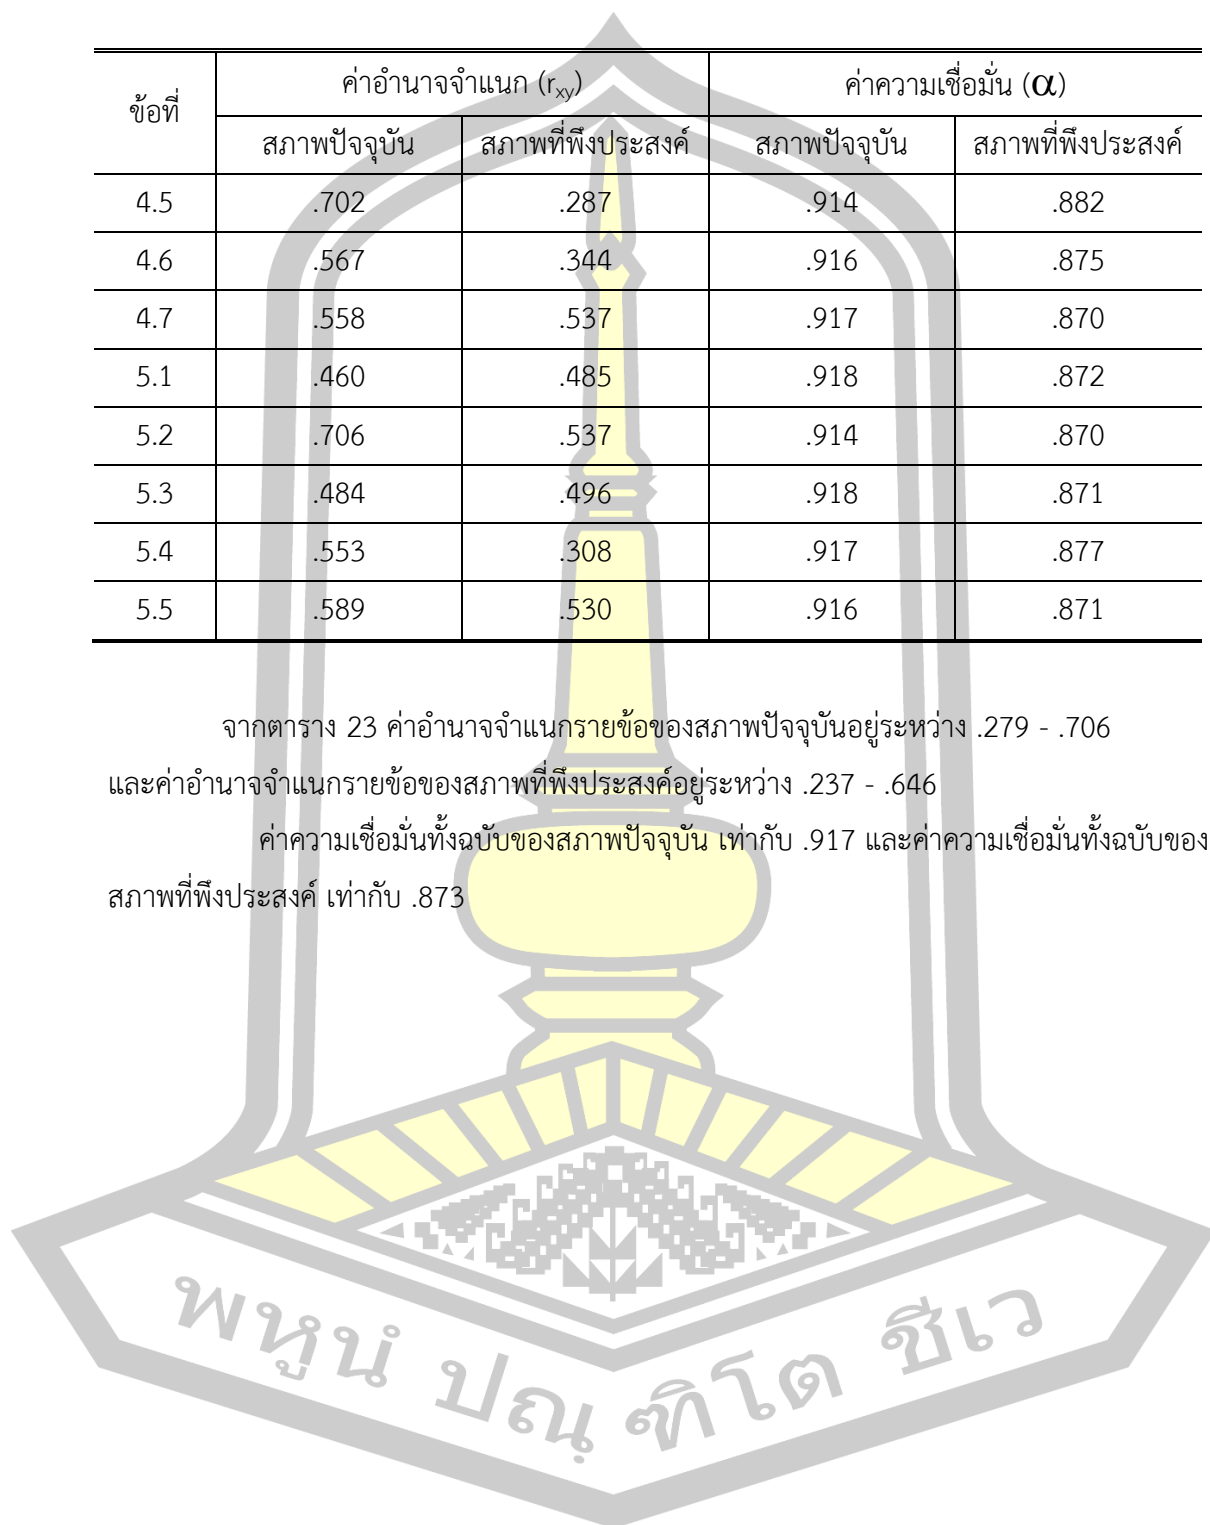 ข้อที่ ค่าอำนาจจำแนก (rxy) ค่าความเชื่อมั่น (α)
สภาพปัจจุบัน สภาพที่พึงประสงค์ สภาพปัจจุบัน สภาพที่พึงประสงค์
4.5 .702 .287 .914 .882
4.6 .567 .344 .916 .875
4.7 .558 .537 .917 .870
5.1 .460 .485 .918 .872
5.2 .706 .537 .914 .870
5.3 .484 .496 .918 .871
5.4 .553 .308 .917 .877
5.5 .589 .530 .916 .871
จากตาราง 23 ค่าอำนาจจำแนกรายข้อของสภาพปัจจุบันอยู่ระหว่าง .279 - .706
และค่าอำนาจจำแนกรายข้อของสภาพที่พึงประสงค์อยู่ระหว่าง .237 - .646
ค่าความเชื่อมั่นทั้งฉบับของสภาพปัจจุบัน เท่ากับ .917 และค่าความเชื่อมั่นทั้งฉบับของ
สภาพที่พึงประสงค์ เท่ากับ .873
พหูนํ ปณฺฑิโต ชีเว